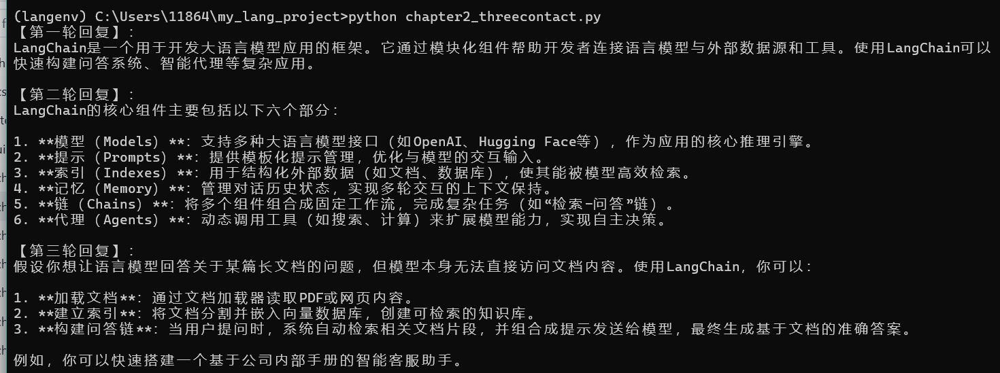 (langenv) C:\Users\11864\my_lang_project>python chapter2_threecontact.py
【第一轮回复】：
LangChain是一个用于开发大语言模型应用的框架。它通过模块化组件帮助开发者连接语言模型与外部数据源和工具。使用LangChain可以
快速构建问答系统、智能代理等复杂应用。
【第二轮回复】：
LangChain的核心组件主要包括以下六个部分：
1. **模型（Models）**：支持多种大语言模型接口（如OpenAI、Hugging Face等），作为应用的核心推理引擎。
2. **提示（Prompts）**：提供模板化提示管理，优化与模型的交互输入。
3. **索引（Indexes）**：用于结构化外部数据（如文档、数据库），使其能被模型高效检索。
4. **记忆（Memory）**：管理对话历史状态，实现多轮交互的上下文保持。
5. **链（Chains）**：将多个组件组合成固定工作流，完成复杂任务（如“检索-问答”链）。
6. **代理（Agents）**：动态调用工具（如搜索、计算）来扩展模型能力，实现自主决策。
【第三轮回复】：
假设你想让语言模型回答关于某篇长文档的问题，但模型本身无法直接访问文档内容。使用LangChain，你可以：
1. **加载文档**：通过文档加载器读取PDF或网页内容。
2. **建立索引**：将文档分割并嵌入向量数据库，创建可检索的知识库。
3. **构建问答链**：当用户提问时，系统自动检索相关文档片段，并组合成提示发送给模型，最终生成基于文档的准确答案。
例如，你可以快速搭建一个基于公司内部手册的智能客服助手。